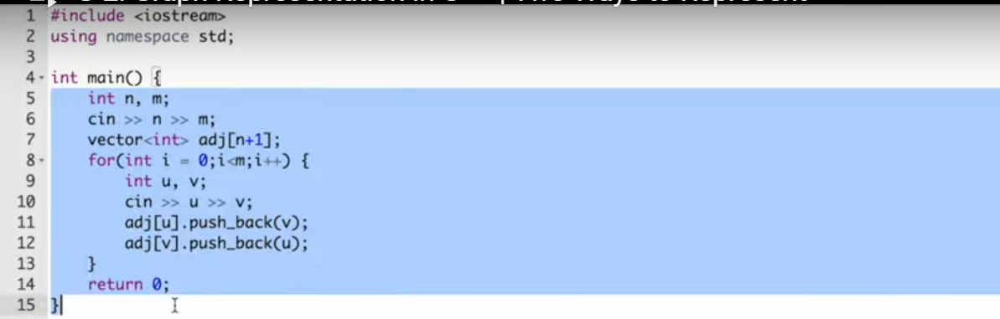 1 #include <iostream>
2 using namespace std;
3
4 int main() {
5     int n, m;
6     cin >> n >> m;
7     vector<int> adj[n+1];
8     for(int i = 0;i<m;i++) {
9         int u, v;
10         cin >> u >> v;
11         adj[u].push_back(v);
12         adj[v].push_back(u);
13     }
14     return 0;
15 }